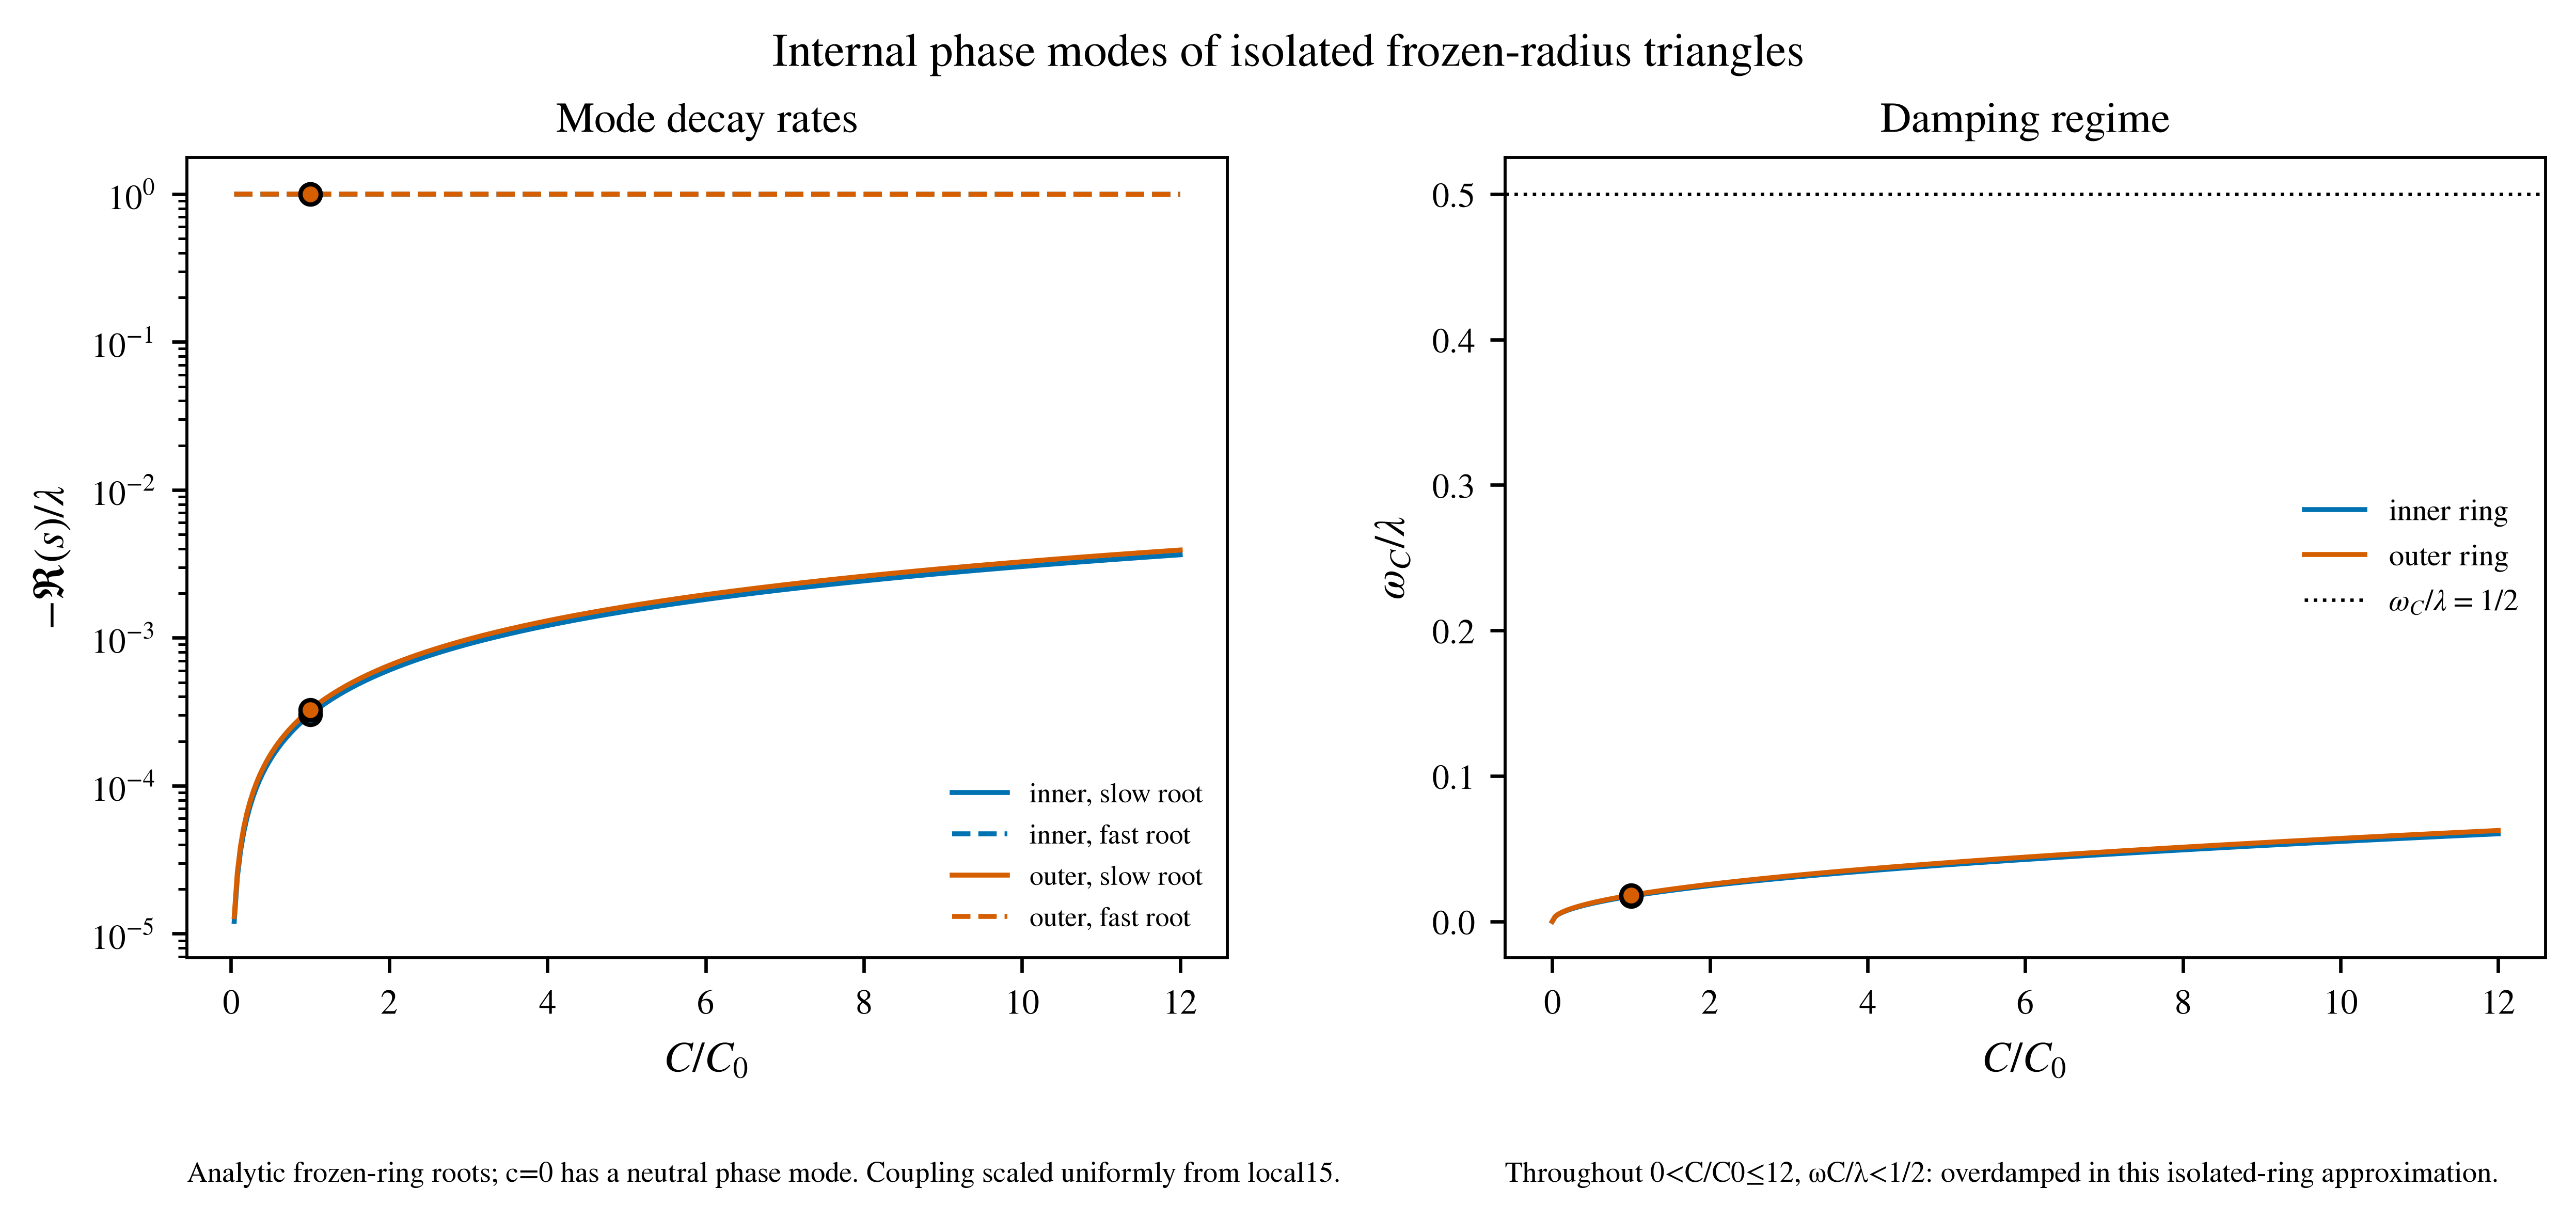 Internal phase modes of isolated frozen-radius triangles
Mode decay rates
−ℜ(s)/λ
10⁰
10⁻¹
10⁻²
10⁻³
10⁻⁴
10⁻⁵
inner, slow root
inner, fast root
outer, slow root
outer, fast root
0 2 4 6 8 10 12
C/C₀
Analytic frozen-ring roots; c=0 has a neutral phase mode. Coupling scaled uniformly from local15.
Damping regime
ω_C/λ
0.5
0.4
0.3
0.2
0.1
0.0
inner ring
outer ring
ω_C/λ = 1/2
0 2 4 6 8 10 12
C/C₀
Throughout 0<C/C0≤12, ωC/λ<1/2: overdamped in this isolated-ring approximation.